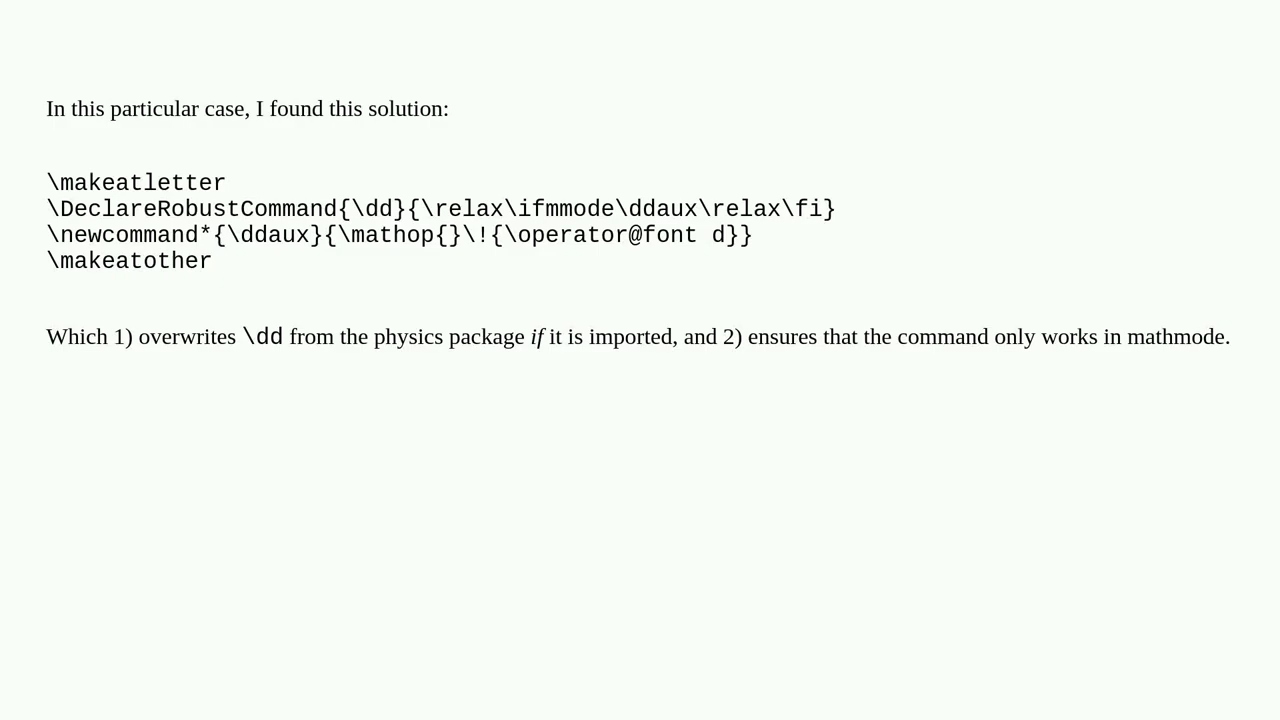 In this particular case, I found this solution:
\makeatletter
\DeclareRobustCommand{\dd}{\relax\ifmmode\ddaux\relax\fi}
\newcommand*{\ddaux}{\mathop{}\!{\operator@font d}}
\makeatother
Which 1) overwrites \dd from the physics package if it is imported, and 2) ensures that the command only works in mathmode.